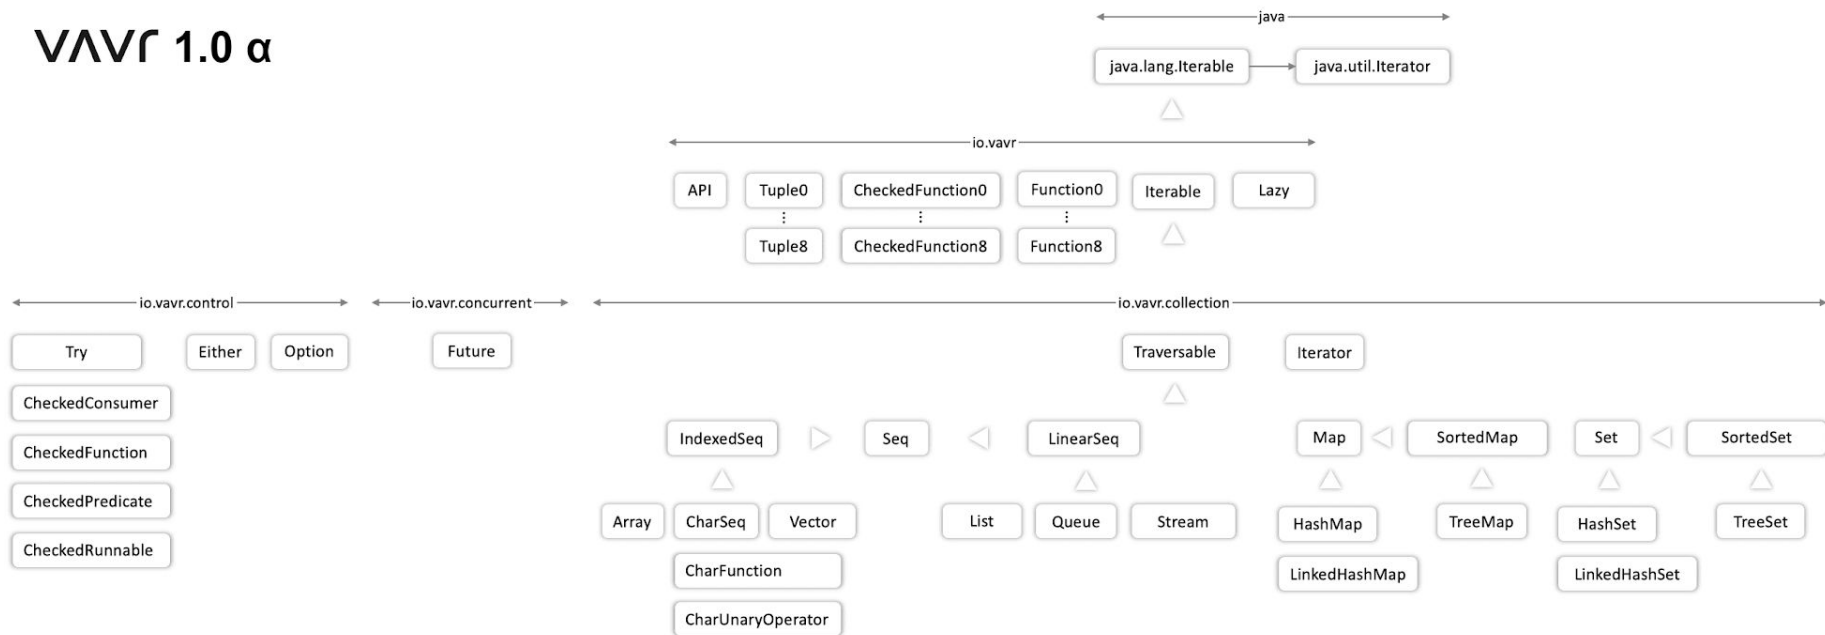 vavr 1.0 α
java
java.lang.Iterable java.util.Iterator
io.vavr
API Tuple0 CheckedFunction0 Function0 Iterable Lazy
Tuple8 CheckedFunction8 Function8
io.vavr.control io.vavr.concurrent io.vavr.collection
Try Either Option Future Traversable Iterator
CheckedConsumer
IndexedSeq Seq LinearSeq Map SortedMap Set SortedSet
CheckedFunction
CheckedPredicate
Array CharSeq Vector List Queue Stream HashMap TreeMap HashSet TreeSet
CheckedRunnable
CharFunction LinkedHashMap LinkedHashSet
CharUnaryOperator